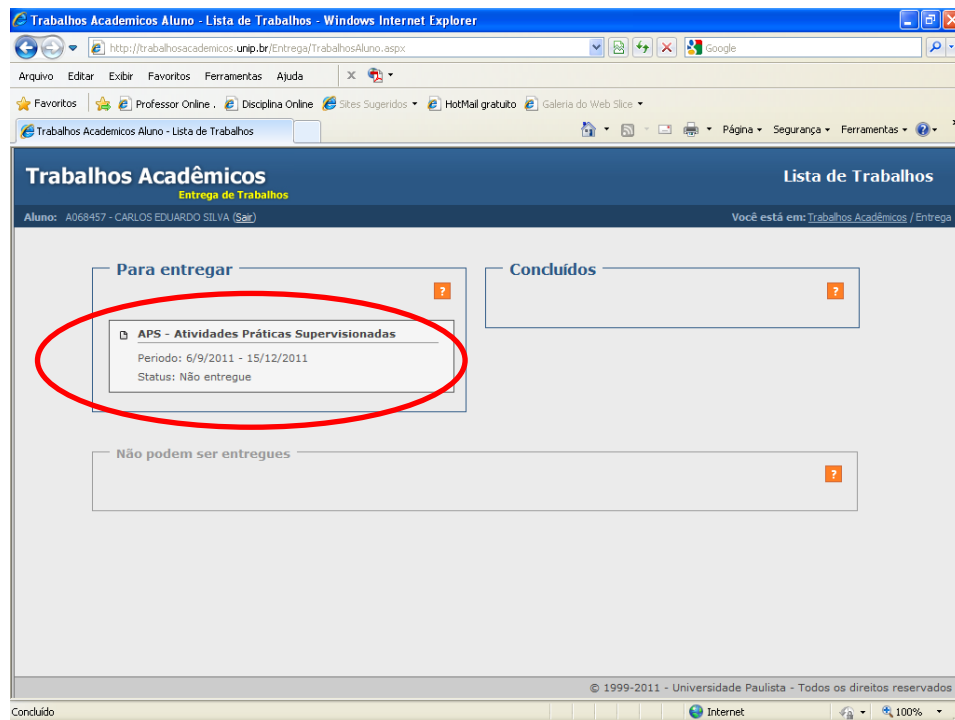 Trabalhos Academicos Aluno - Lista de Trabalhos - Windows Internet Explorer
http://trabalhosacademicos.unip.br/Entrega/TrabalhosAluno.aspx
Google
Arquivo Editar Exibir Favoritos Ferramentas Ajuda X
Favoritos Professor Online . Disciplina Online Sites Sugeridos HotMail gratuito Galeria do Web Slice
Trabalhos Academicos Aluno - Lista de Trabalhos
Página Segurança Ferramentas
Trabalhos Acadêmicos
Entrega de Trabalhos
Lista de Trabalhos
Aluno: A068457 - CARLOS EDUARDO SILVA (Sair)
Você está em: Trabalhos Acadêmicos / Entrega
Para entregar
?
APS - Atividades Práticas Supervisionadas
Periodo: 6/9/2011 - 15/12/2011
Status: Não entregue
Concluídos
?
Não podem ser entregues
?
© 1999-2011 - Universidade Paulista - Todos os direitos reservados
Concluído
Internet
100%